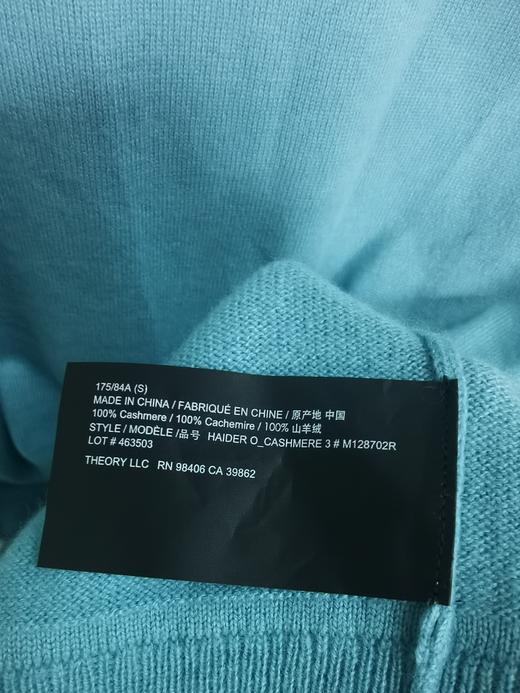 175/84A (S)
MADE IN CHINA / FABRIQUÉ EN CHINE / 原产地 中国
100% Cashmere / 100% Cachemire / 100% 山羊绒
STYLE / MODÈLE /品号 HAIDER O_CASHMERE 3 # M128702R
LOT # 463503
THEORY LLC RN 98406 CA 39862